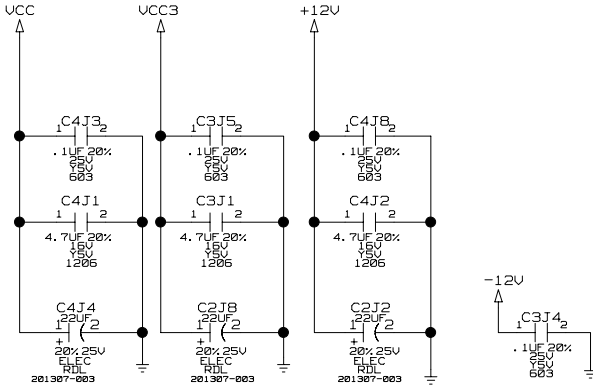 VCC VCC3 +12V
C4J3 C3J5 C4J8
1 2 1 2 1 2
.1UF 20% .1UF 20% .1UF 20%
25V 25V 25V
Y5V Y5V Y5V
603 603 603
C4J1 C3J1 C4J2
1 2 1 2 1 2
4.7UF 20% 4.7UF 20% 4.7UF 20%
16V 16V 16V
Y5V Y5V Y5V
1206 1206 1206
-12V
C4J4 C2J8 C2J2
22UF 22UF 22UF
1 2 1 2 1 2
+ + +
20% 25V 20% 25V 20% 25V
ELEC ELEC ELEC
RDL RDL RDL
201307-003 201307-003 201307-003
C3J4
1 2
.1UF 20%
25V
Y5V
603